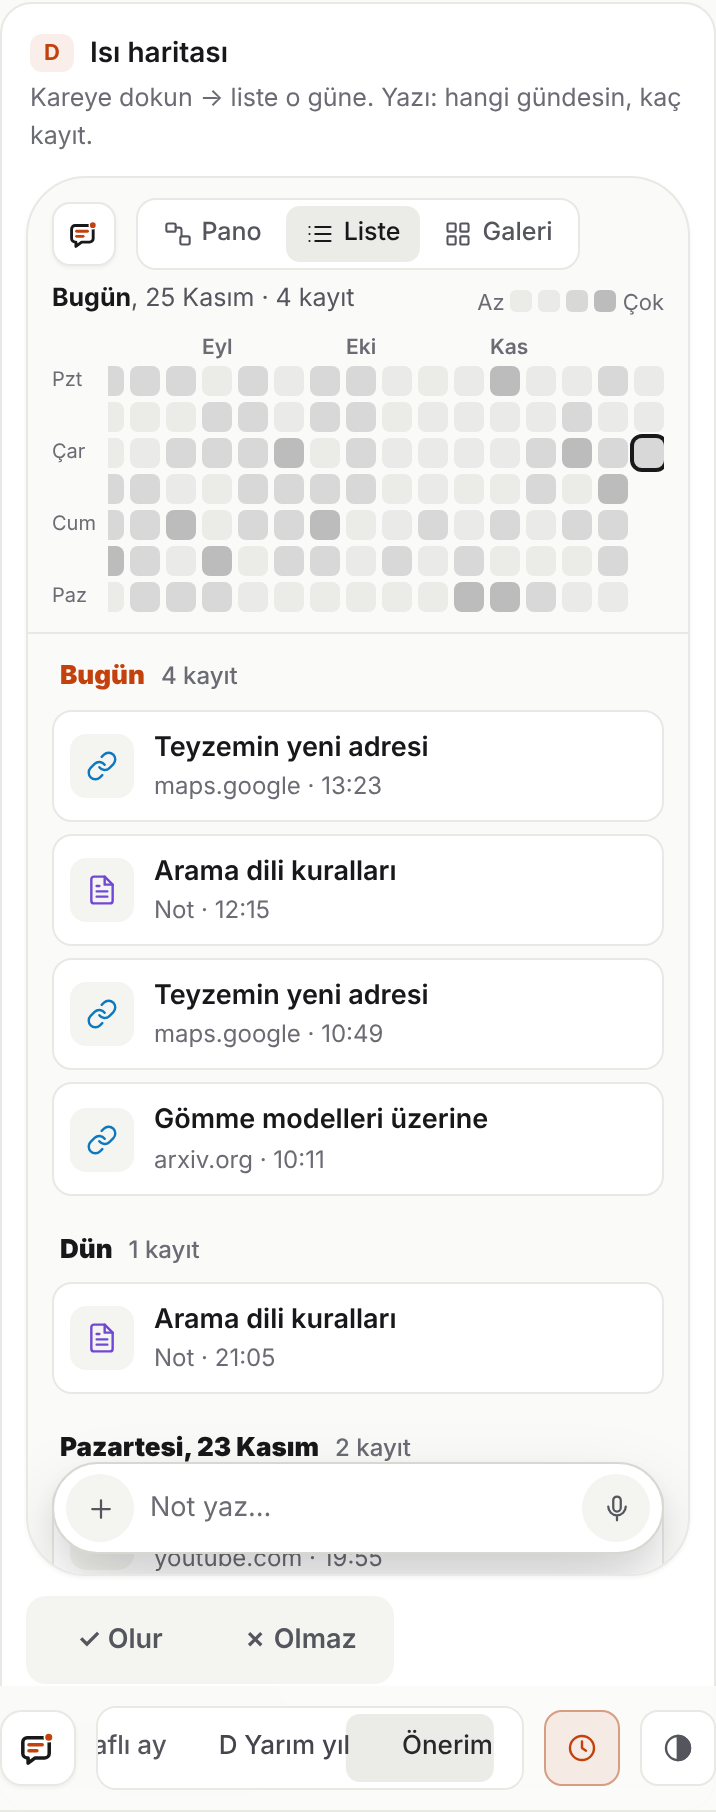 D Isı haritası
Kareye dokun → liste o güne. Yazı: hangi gündesin, kaç
kayıt.
Pano Liste Galeri
Bugün, 25 Kasım · 4 kayıt Az Çok
Eyl Eki Kas
Pzt
Çar
Cum
Paz
Bugün 4 kayıt
Teyzemin yeni adresi
maps.google · 13:23
Arama dili kuralları
Not · 12:15
Teyzemin yeni adresi
maps.google · 10:49
Gömme modelleri üzerine
arxiv.org · 10:11
Dün 1 kayıt
Arama dili kuralları
Not · 21:05
Pazartesi, 23 Kasım 2 kayıt
Not yaz...
youtube.com · 19:55
✓ Olur × Olmaz
aflı ay D Yarım yıl Önerim